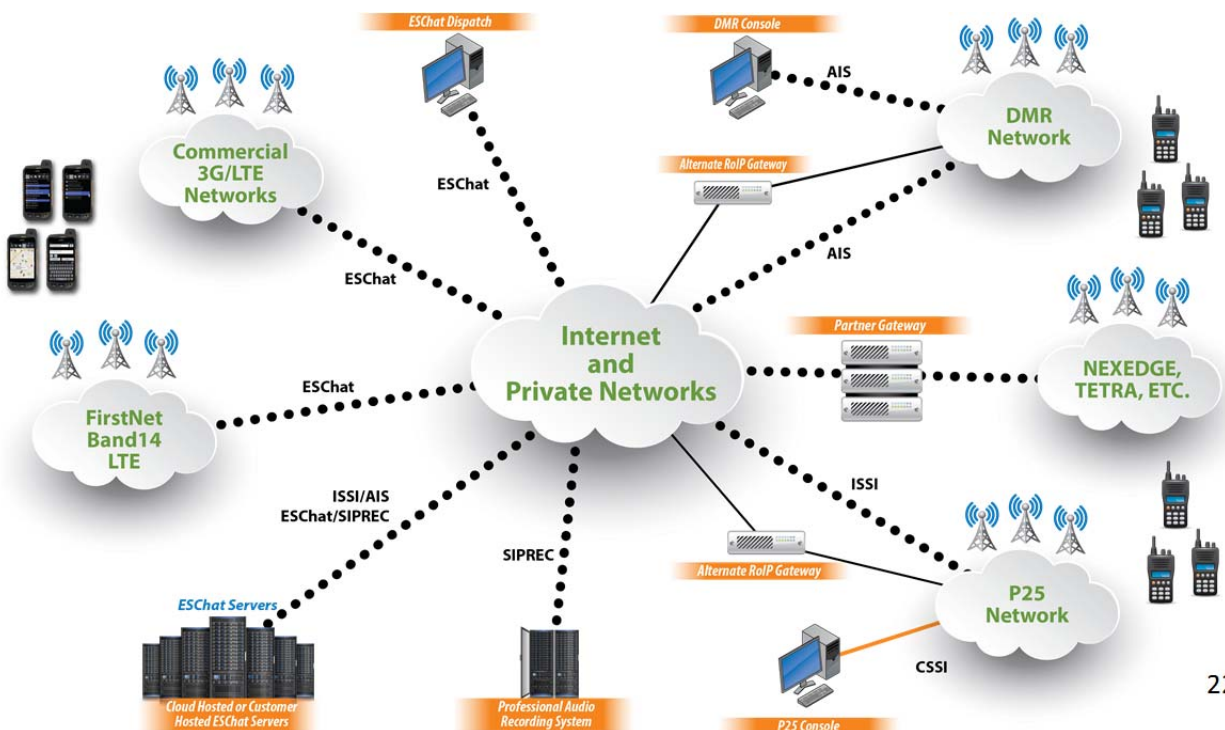 ESChat Dispatch
DMR Console
AIS
DMR
Network
Commercial
3G/LTE
Networks
Alternate RoIP Gateway
ESChat
AIS
ESChat
Internet
and
Private Networks
Partner Gateway
NEXEDGE,
TETRA, ETC.
ESChat
FirstNet
Band14
LTE
ISSI
ISSI/AIS
ESChat/SIPREC
SIPREC
Alternate RoIP Gateway
P25
Network
ESChat Servers
CSSI
Cloud Hosted or Customer
Hosted ESChat Servers
Professional Audio
Recording System
P25 Console
22